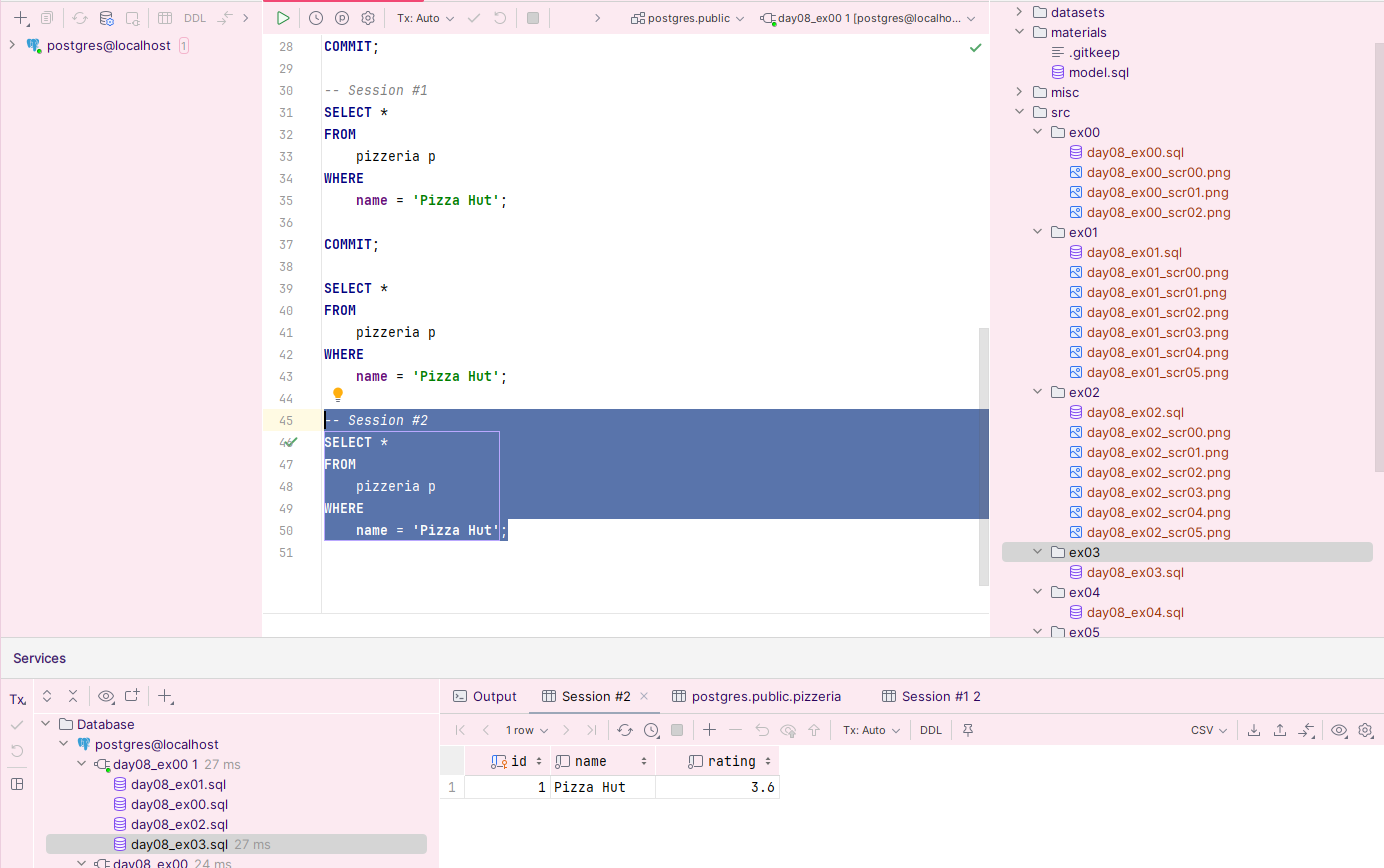 DDL
Tx: Auto
postgres.public
day08_ex00 1 [postgres@localho...
postgres@localhost 1
28 COMMIT;
29
30 -- Session #1
31 SELECT *
32 FROM
33 pizzeria p
34 WHERE
35 name = 'Pizza Hut';
36
37 COMMIT;
38
39 SELECT *
40 FROM
41 pizzeria p
42 WHERE
43 name = 'Pizza Hut';
44
45 -- Session #2
46 SELECT *
47 FROM
48 pizzeria p
49 WHERE
50 name = 'Pizza Hut';
51
datasets
materials
.gitkeep
model.sql
misc
src
ex00
day08_ex00.sql
day08_ex00_scr00.png
day08_ex00_scr01.png
day08_ex00_scr02.png
ex01
day08_ex01.sql
day08_ex01_scr00.png
day08_ex01_scr01.png
day08_ex01_scr02.png
day08_ex01_scr03.png
day08_ex01_scr04.png
day08_ex01_scr05.png
ex02
day08_ex02.sql
day08_ex02_scr00.png
day08_ex02_scr01.png
day08_ex02_scr02.png
day08_ex02_scr03.png
day08_ex02_scr04.png
day08_ex02_scr05.png
ex03
day08_ex03.sql
ex04
day08_ex04.sql
ex05
Services
Tx
Database
postgres@localhost
day08_ex00 1 27 ms
day08_ex01.sql
day08_ex00.sql
day08_ex02.sql
day08_ex03.sql 27 ms
day08_ex00 24 ms
Output
Session #2
postgres.public.pizzeria
Session #1 2
1 row
Tx: Auto
DDL
CSV
id name rating
1 1 Pizza Hut 3.6